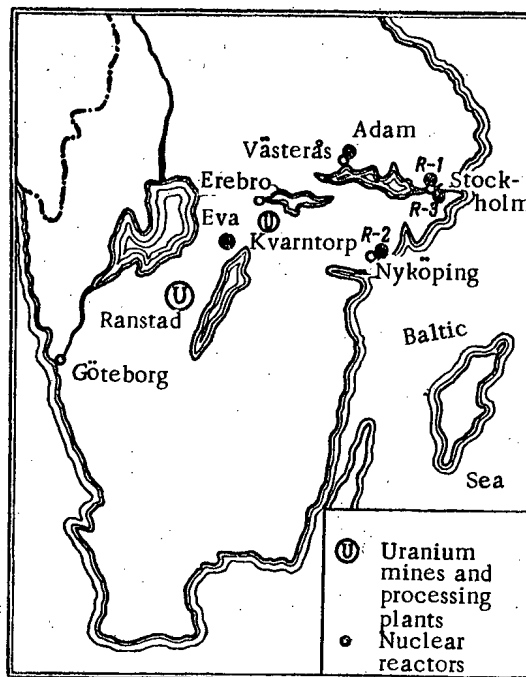 Adam
Västerås
R-1
Stock-
holm
R-3
Erebro
Eva
Kvarntorp
R-2
Nyköping
Ranstad
Baltic
Göteborg
Sea
Uranium
mines and
processing
plants
Nuclear
reactors
U
U
U